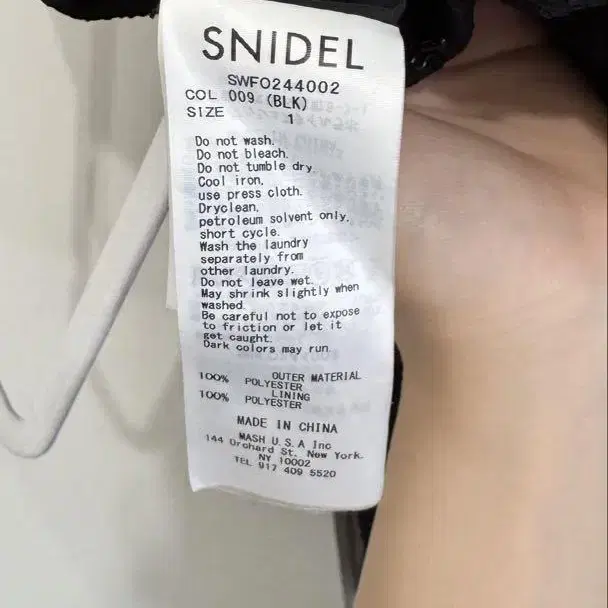 SNIDEL
SWFO244002
COL 009 (BLK)
SIZE 1
Do not wash.
Do not bleach.
Do not tumble dry.
Cool iron,
use press cloth.
Dryclean,
petroleum solvent only.
short cycle.
Wash the laundry
separately from
other laundry.
Do not leave wet.
May shrink slightly when
washed.
Be careful not to expose
to friction or let it
get caught.
Dark colors may run.
OUTER MATERIAL
100% POLYESTER
LINING
100% POLYESTER
MADE IN CHINA
MASH U.S.A Inc
144 Orchard St. New York.
NY 10002
TEL 917 409 5520